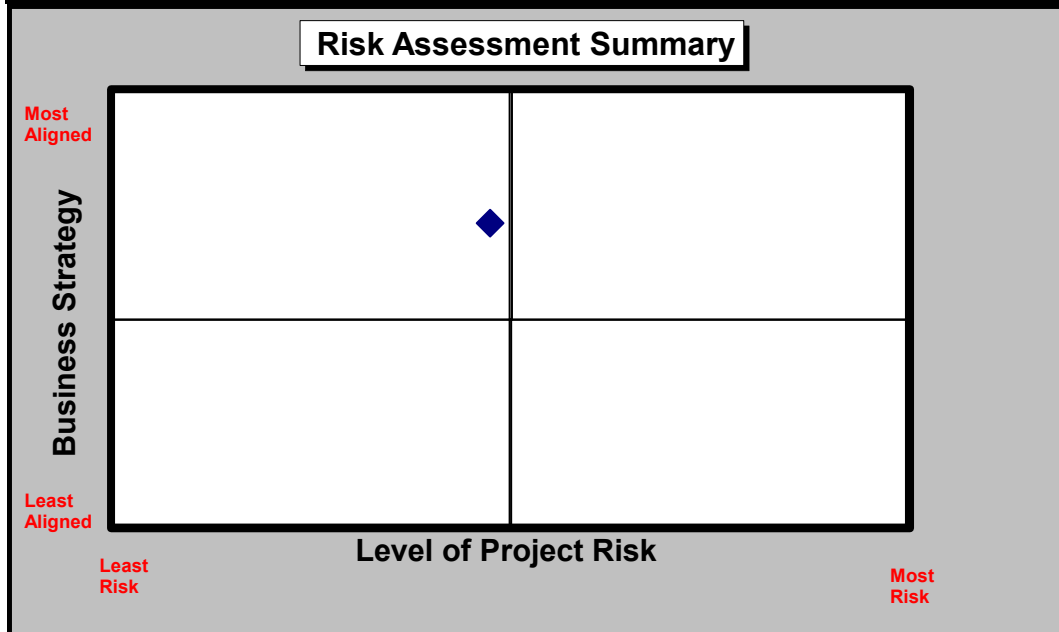 Risk Assessment Summary
Most
Aligned
Business Strategy
Least
Aligned
Level of Project Risk
Least
Risk
Most
Risk